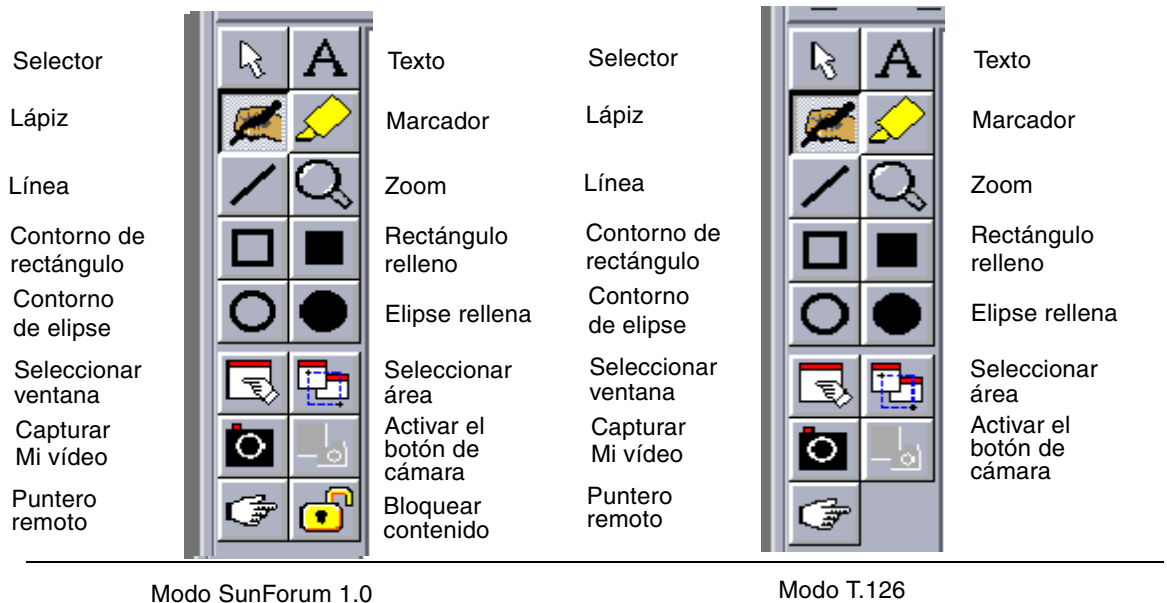 Selector
Texto
Lápiz
Marcador
Línea
Zoom
Contorno de
rectángulo
Rectángulo
relleno
Contorno
de elipse
Elipse rellena
Seleccionar
ventana
Seleccionar
área
Capturar
Mi vídeo
Activar el
botón de
cámara
Puntero
remoto
Bloquear
contenido
Modo SunForum 1.0
Selector
Texto
Lápiz
Marcador
Línea
Zoom
Contorno de
rectángulo
Rectángulo
relleno
Contorno
de elipse
Elipse rellena
Seleccionar
ventana
Seleccionar
área
Capturar
Mi vídeo
Activar el
botón de
cámara
Puntero
remoto
Modo T.126